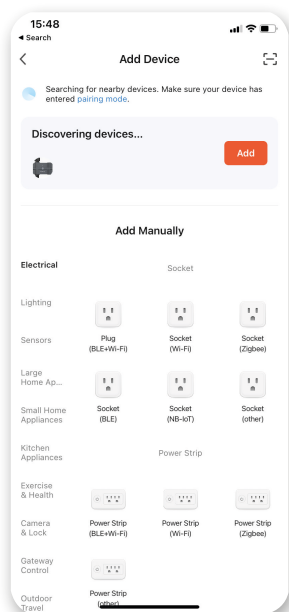 15:48
◂ Search
Add Device
Searching for nearby devices. Make sure your device has
entered pairing mode.
Discovering devices...
Add
Add Manually
Electrical
Socket
Lighting
Sensors
Plug
(BLE+Wi-Fi)
Socket
(Wi-Fi)
Socket
(Zigbee)
Large
Home Ap...
Small Home
Appliances
Socket
(BLE)
Socket
(NB-IoT)
Socket
(other)
Kitchen
Appliances
Power Strip
Exercise
& Health
Camera
& Lock
Power Strip
(BLE+Wi-Fi)
Power Strip
(Wi-Fi)
Power Strip
(Zigbee)
Gateway
Control
Outdoor
Travel
Power Strip
(other)